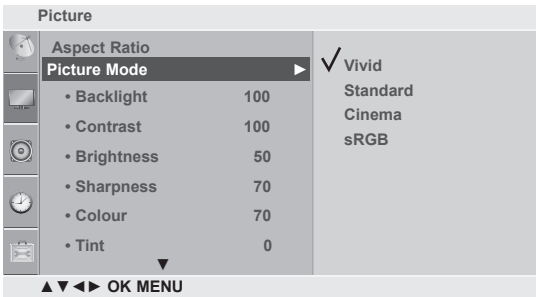 Picture
Aspect Ratio
Picture Mode ►
• Backlight 100
• Contrast 100
• Brightness 50
• Sharpness 70
• Colour 70
• Tint 0
▼
✓ Vivid
Standard
Cinema
sRGB
▲▼◄► OK MENU